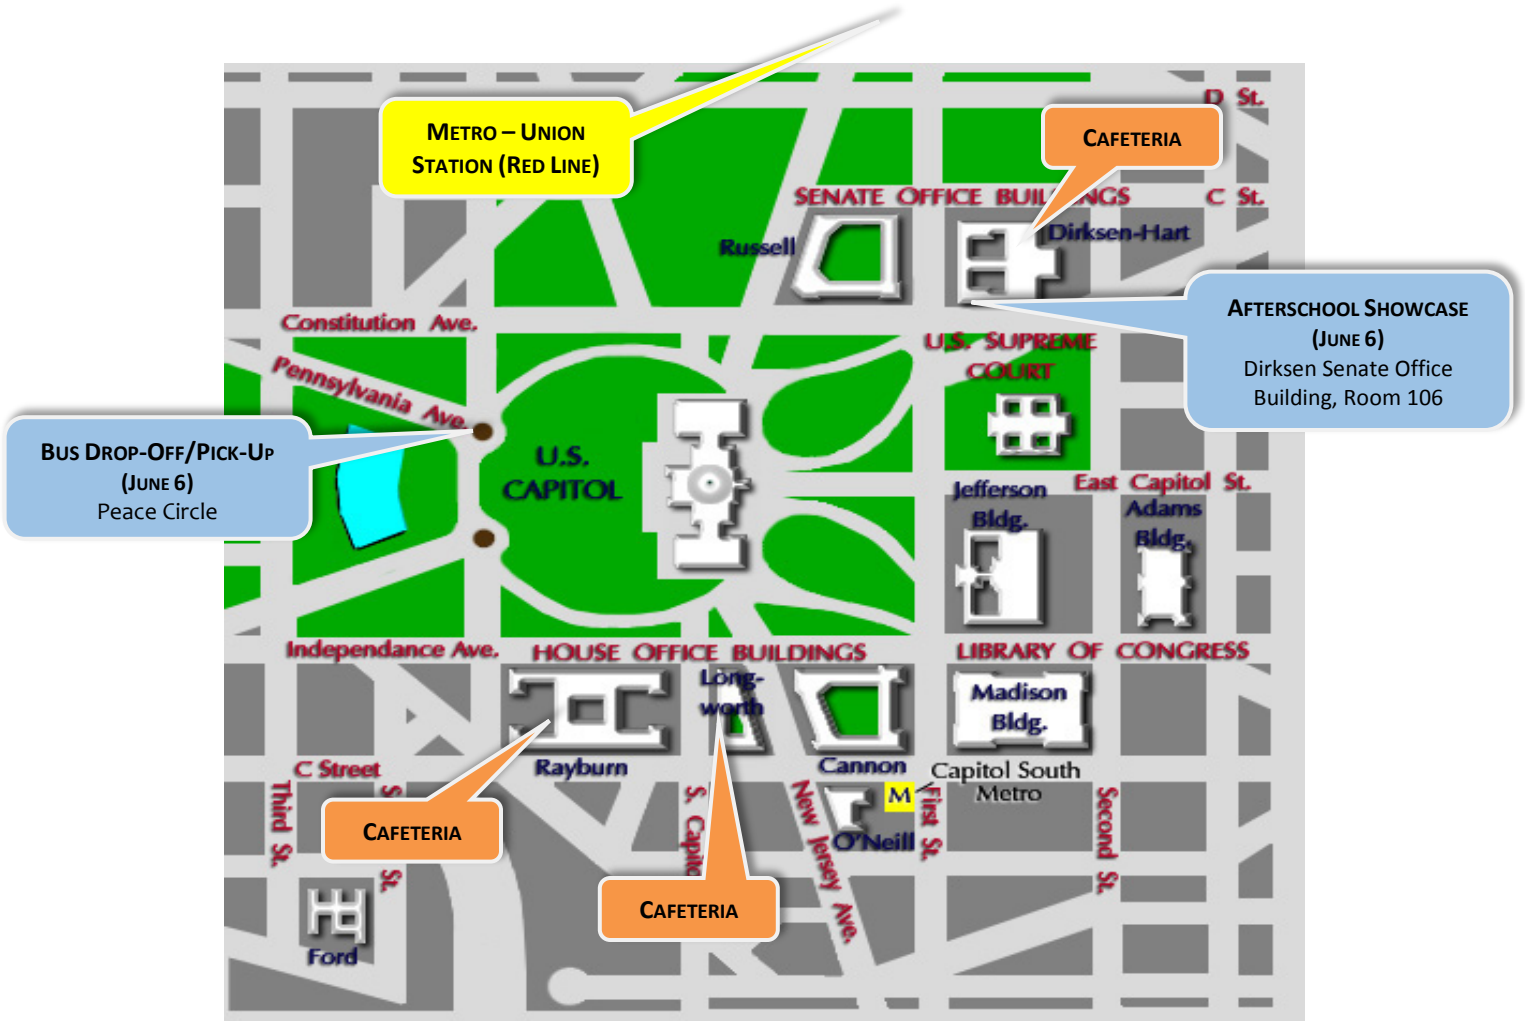 Metro – Union
Station (Red Line)
D St.
Cafeteria
SENATE OFFICE BUILDINGS
C St.
Russell
Dirksen-Hart
Afterschool Showcase
(June 6)
Dirksen Senate Office
Building, Room 106
Constitution Ave.
U.S. SUPREME
COURT
Pennsylvania Ave.
Bus Drop-Off/Pick-Up
(June 6)
Peace Circle
U.S.
CAPITOL
Jefferson
Bldg.
East Capitol St.
Adams
Bldg.
Independance Ave.
HOUSE OFFICE BUILDINGS
LIBRARY OF CONGRESS
Long-
worth
Madison
Bldg.
Rayburn
Cannon
C Street
Capitol South
Metro
M
Third St.
S
St.
S. Capito
New Jersey Ave.
First St.
Second St.
O'Neill
Cafeteria
Cafeteria
Ford